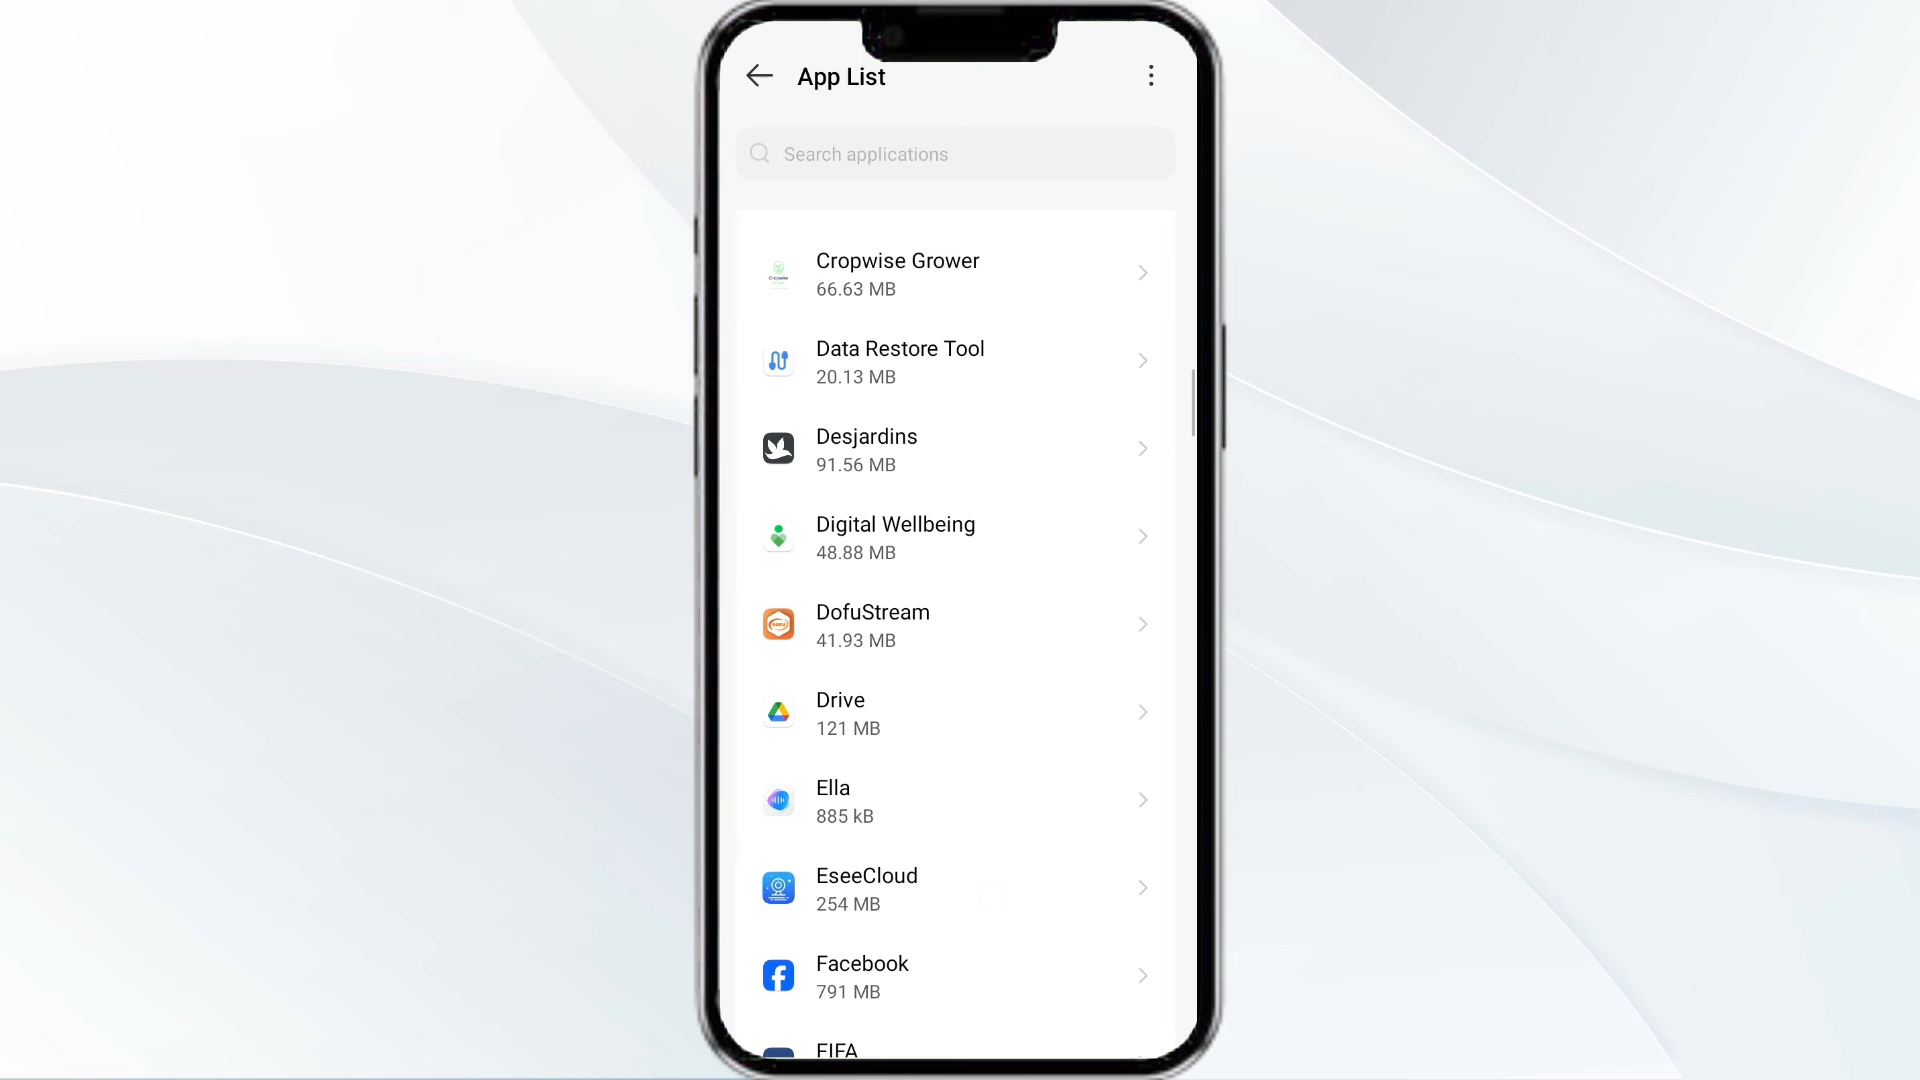 App List
Search applications
Cropwise Grower
66.63 MB
Data Restore Tool
20.13 MB
Desjardins
91.56 MB
Digital Wellbeing
48.88 MB
DofuStream
41.93 MB
Drive
121 MB
Ella
885 kB
EseeCloud
254 MB
Facebook
791 MB
FIFA